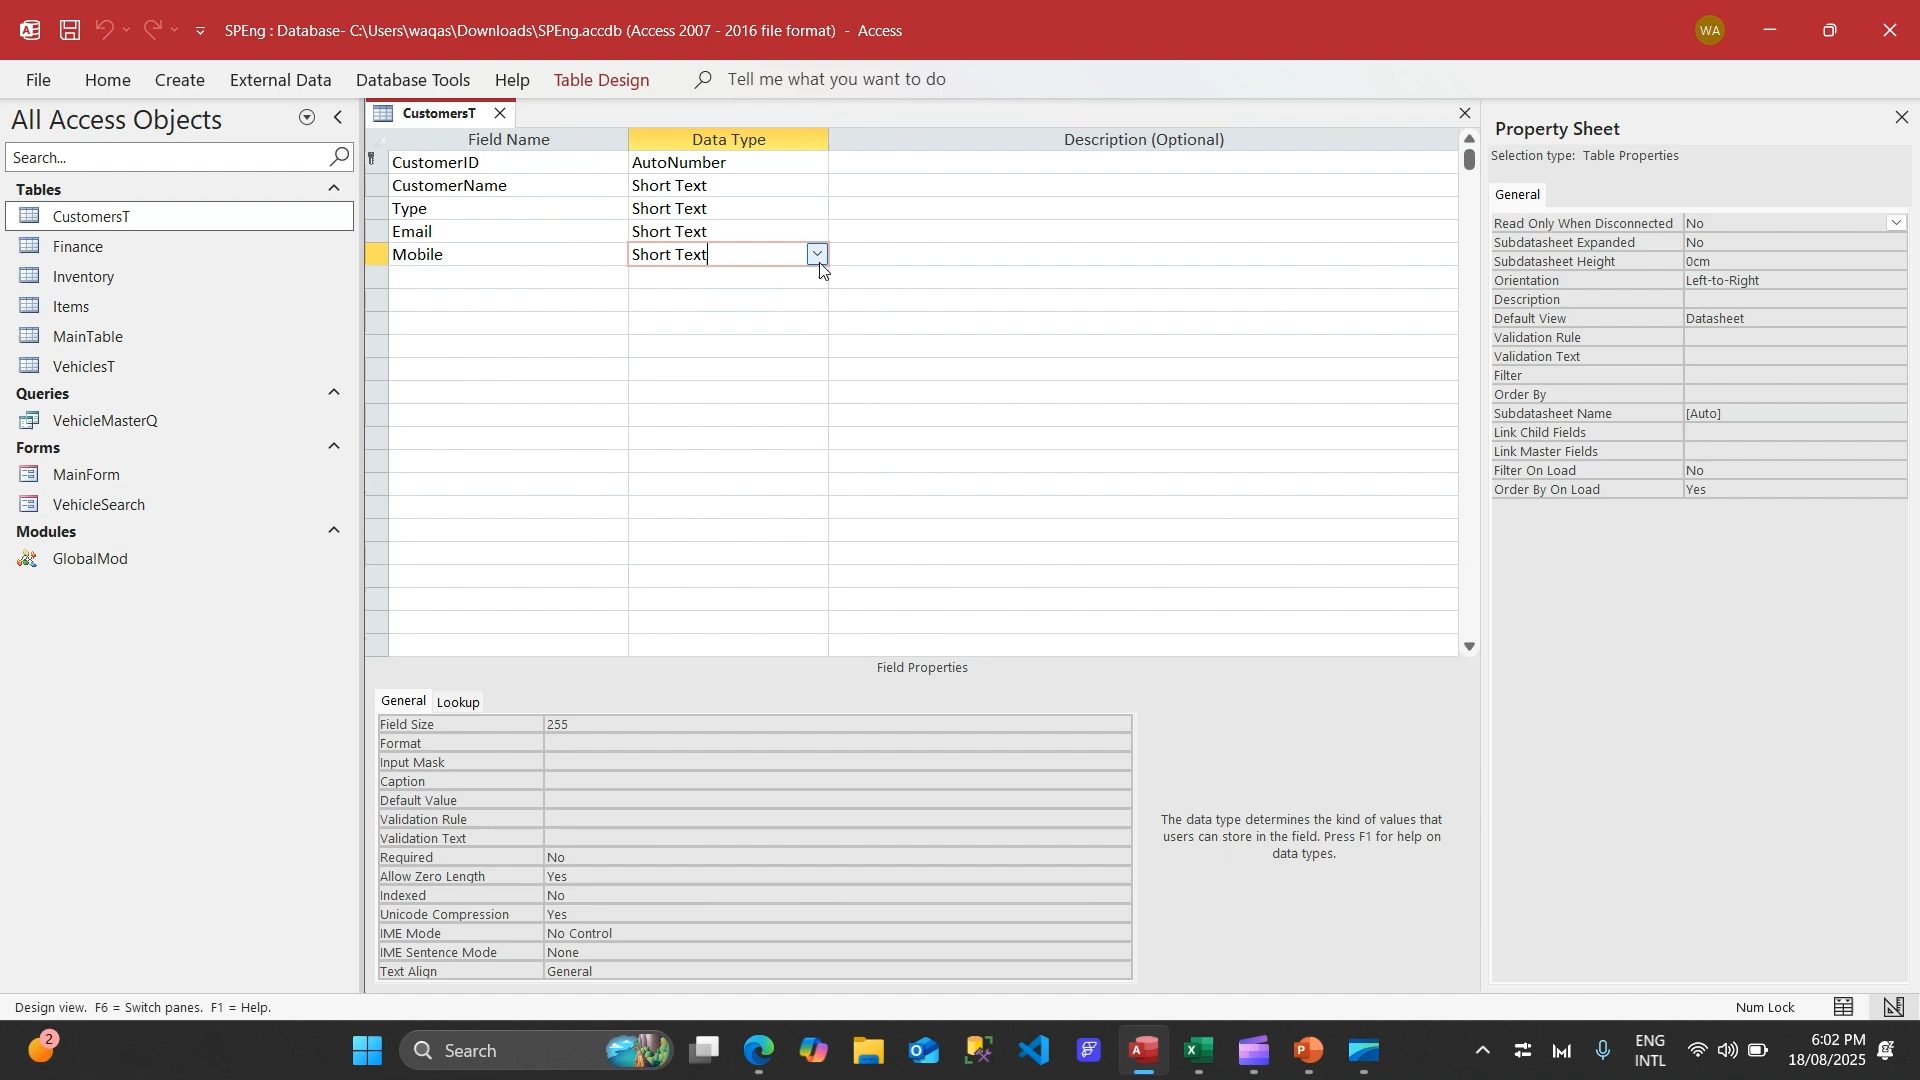 SPEng : Database- C:\Users\waqas\Downloads\SPEng.accdb (Access 2007 - 2016 file format) - Access
WA
File Home Create External Data Database Tools Help Table Design Tell me what you want to do
All Access Objects
Search...
Tables
CustomersT
Finance
Inventory
Items
MainTable
VehiclesT
Queries
VehicleMasterQ
Forms
MainForm
VehicleSearch
Modules
GlobalMod
CustomersT
Field Name Data Type Description (Optional)
CustomerID AutoNumber
CustomerName Short Text
Type Short Text
Email Short Text
Mobile Short Text
Field Properties
General Lookup
Field Size 255
Format
Input Mask
Caption
Default Value
Validation Rule
Validation Text
Required No
Allow Zero Length Yes
Indexed No
Unicode Compression Yes
IME Mode No Control
IME Sentence Mode None
Text Align General
The data type determines the kind of values that
users can store in the field. Press F1 for help on
data types.
Property Sheet
Selection type: Table Properties
General
Read Only When Disconnected No
Subdatasheet Expanded No
Subdatasheet Height 0cm
Orientation Left-to-Right
Description
Default View Datasheet
Validation Rule
Validation Text
Filter
Order By
Subdatasheet Name [Auto]
Link Child Fields
Link Master Fields
Filter On Load No
Order By On Load Yes
Design view. F6 = Switch panes. F1 = Help.
Num Lock
2
Search
ENG
INTL
6:02 PM
18/08/2025